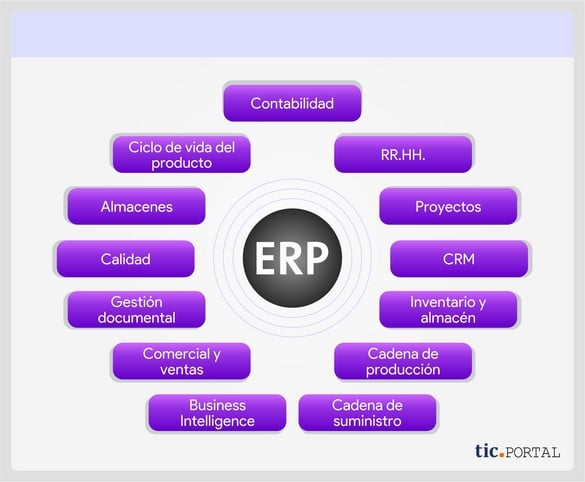 Contabilidad
Ciclo de vida del
producto
RR.HH.
Almacenes
Proyectos
ERP
Calidad
CRM
Gestión
documental
Inventario y
almacén
Comercial y
ventas
Cadena de
producción
Business
Intelligence
Cadena de
suministro
tic.PORTAL